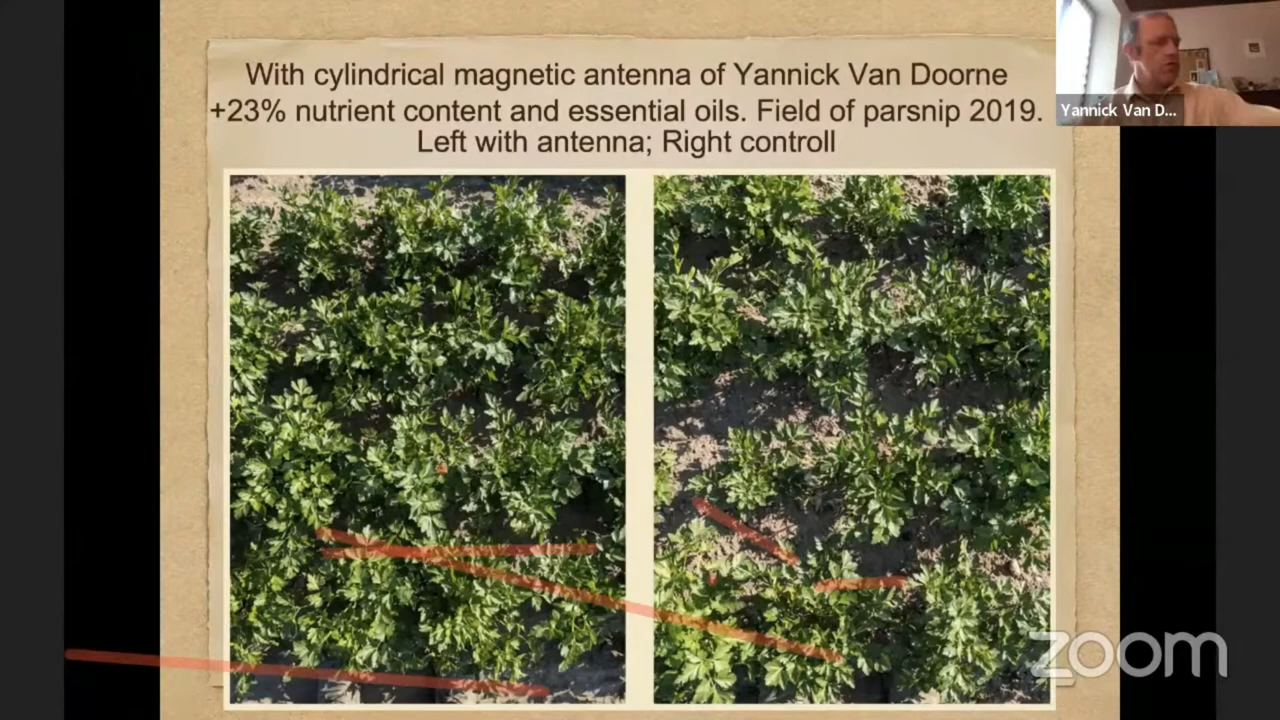 With cylindrical magnetic antenna of Yannick Van Doorne
+23% nutrient content and essential oils. Field of parsnip 2019.
Left with antenna; Right controll
Yannick Van D...
zoom